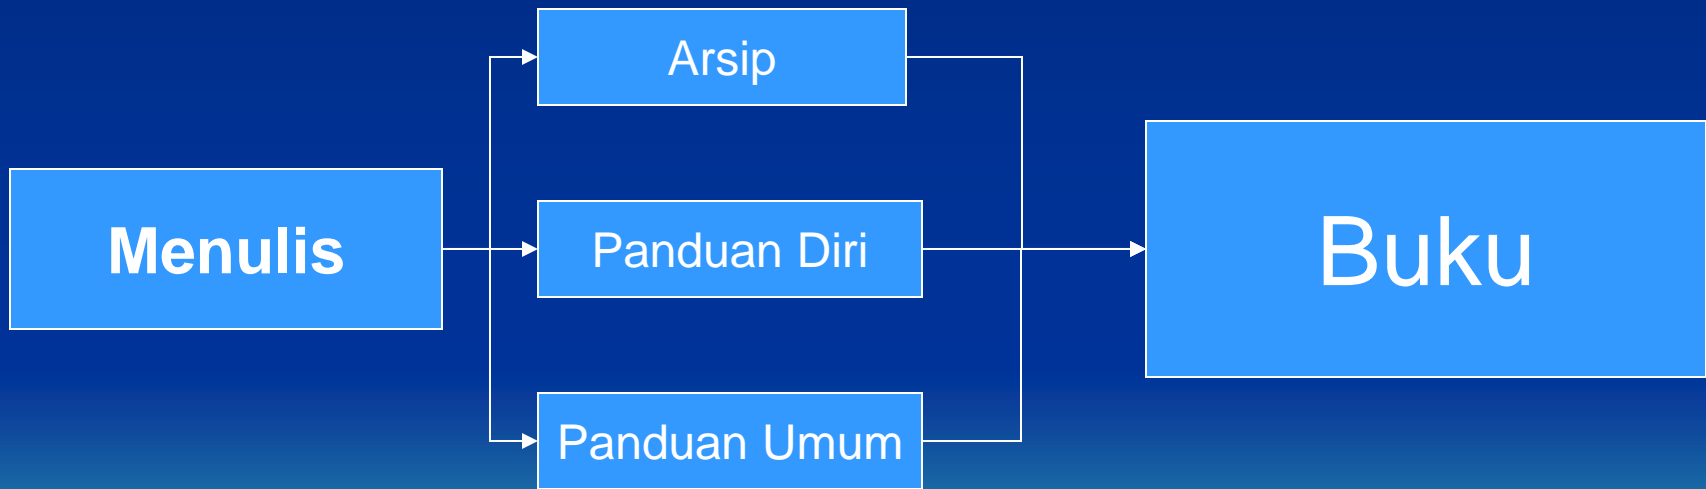 Menulis
Arsip
Panduan Diri
Panduan Umum
Buku